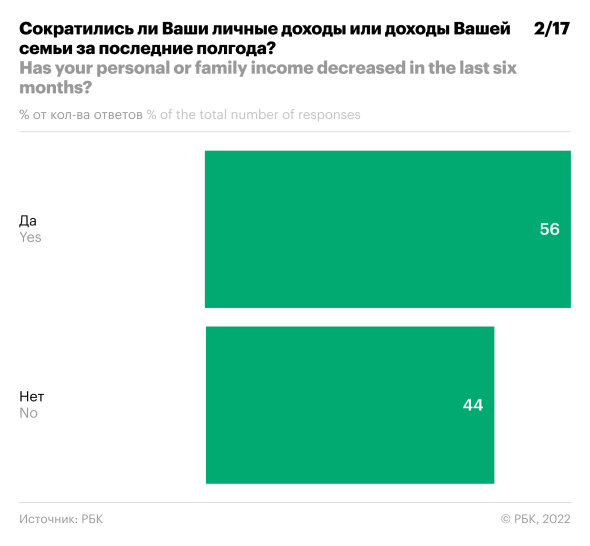 Сократились ли Ваши личные доходы или доходы Вашей 2/17
семьи за последние полгода?
Has your personal or family income decreased in the last six
months?
% от кол-ва ответов % of the total number of responses
Да
Yes
56
Нет
No
44
Источник: РБК © РБК, 2022